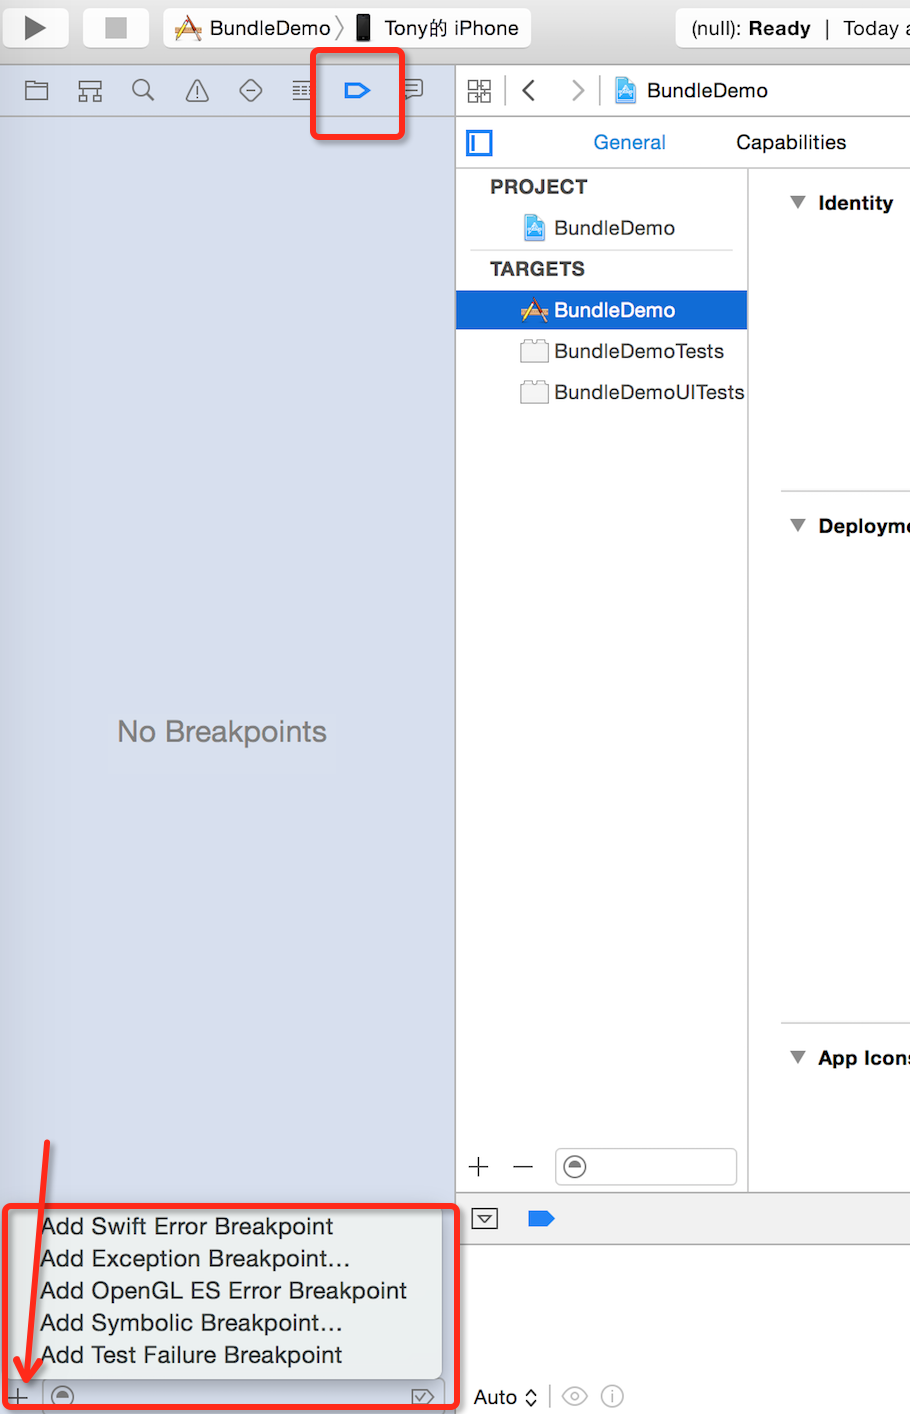 BundleDemo Tony的 iPhone
(null): Ready | Today
BundleDemo
General Capabilities
PROJECT
BundleDemo
TARGETS
BundleDemo
BundleDemoTests
BundleDemoUITests
Identity
Deployme
App Icons
No Breakpoints
Add Swift Error Breakpoint
Add Exception Breakpoint...
Add OpenGL ES Error Breakpoint
Add Symbolic Breakpoint...
Add Test Failure Breakpoint
Auto